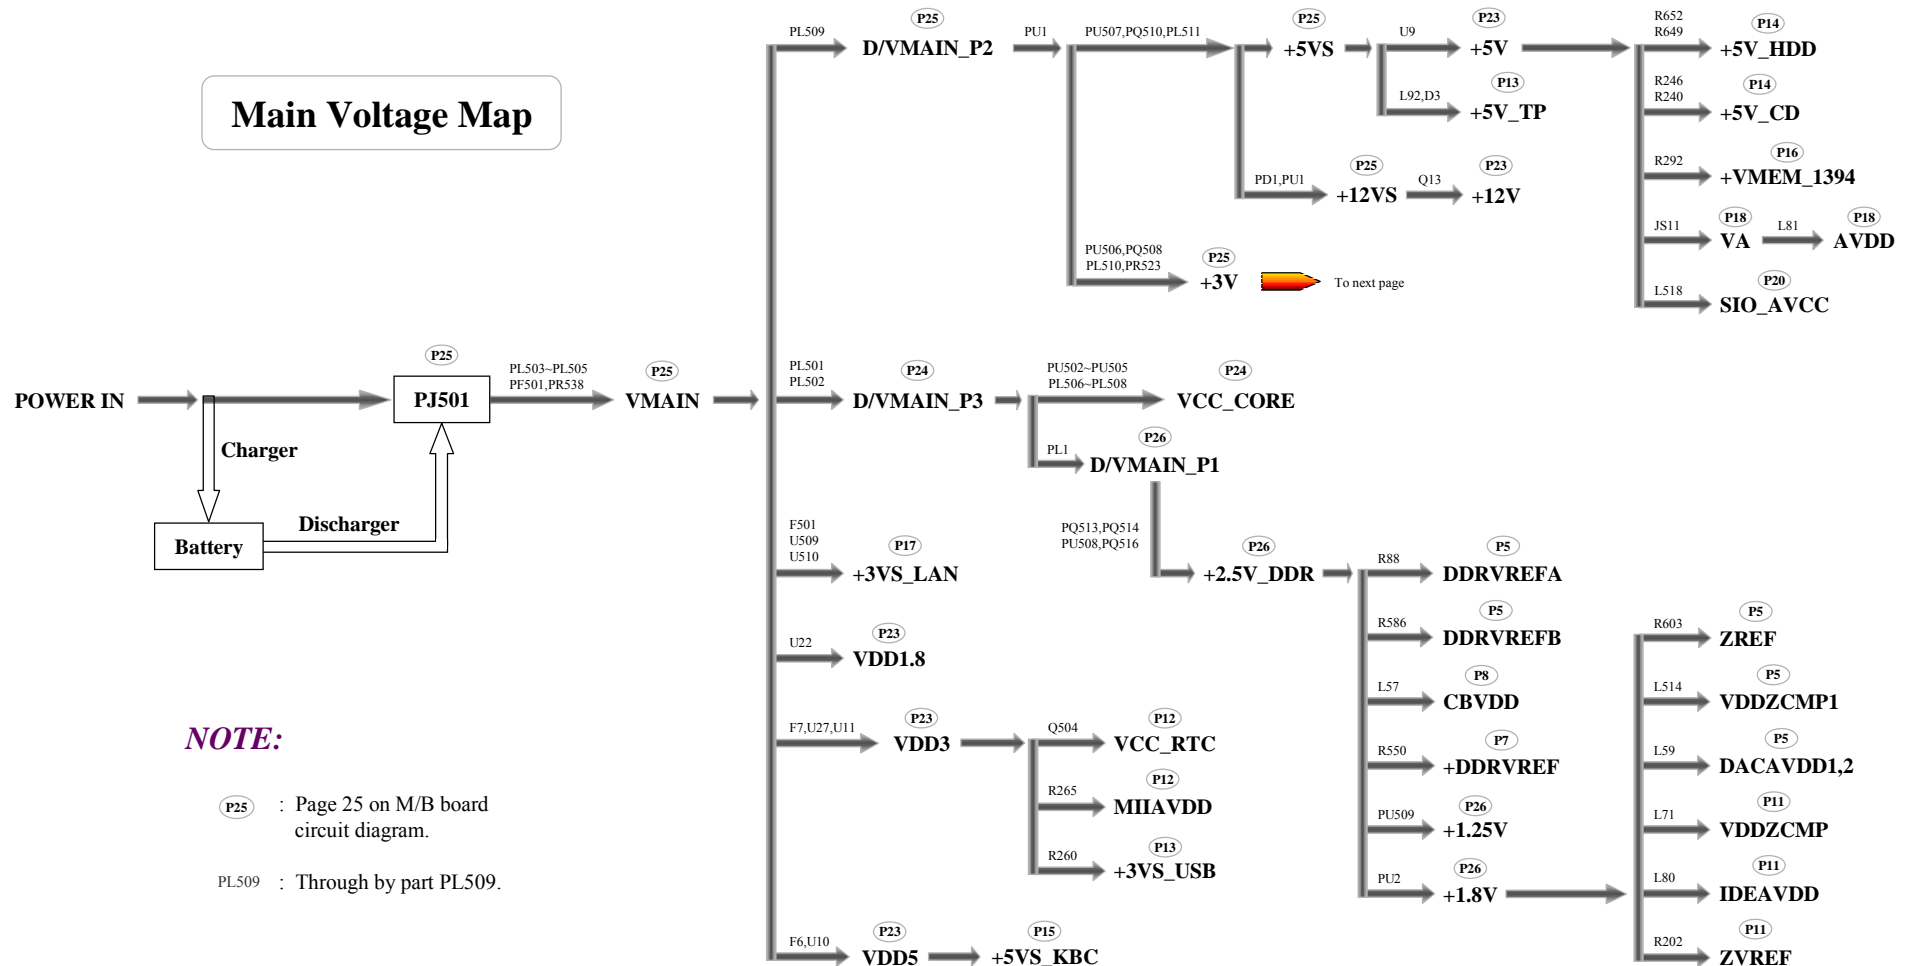 Main Voltage Map
POWER IN
Charger
Battery
Discharger
P25
PJ501
PL503~PL505
PF501,PR538
P25
VMAIN
PL509
P25
D/VMAIN_P2
PU1
PU507,PQ510,PL511
P25
+5VS
U9
P23
+5V
L92,D3
P13
+5V_TP
PD1,PU1
P25
+12VS
Q13
P23
+12V
PU506,PQ508
PL510,PR523
P25
+3V
To next page
R652
R649
P14
+5V_HDD
R246
R240
P14
+5V_CD
R292
P16
+VMEM_1394
JS11
P18
VA
L81
P18
AVDD
L518
P20
SIO_AVCC
PL501
PL502
P24
D/VMAIN_P3
PU502~PU505
PL506~PL508
P24
VCC_CORE
PL1
P26
D/VMAIN_P1
PQ513,PQ514
PU508,PQ516
P26
+2.5V_DDR
R88
P5
DDRVREFA
R586
P5
DDRVREFB
L57
P8
CBVDD
R550
P7
+DDRVREF
PU509
P26
+1.25V
PU2
P26
+1.8V
R603
P5
ZREF
L514
P5
VDDZCMP1
L59
P5
DACAVDD1,2
L71
P11
VDDZCMP
L80
P11
IDEAVDD
R202
P11
ZVREF
F501
U509
U510
P17
+3VS_LAN
U22
P23
VDD1.8
F7,U27,U11
P23
VDD3
Q504
P12
VCC_RTC
R265
P12
MIIAVDD
R260
P13
+3VS_USB
F6,U10
P23
VDD5
P15
+5VS_KBC
NOTE:
P25 : Page 25 on M/B board
circuit diagram.
PL509 : Through by part PL509.